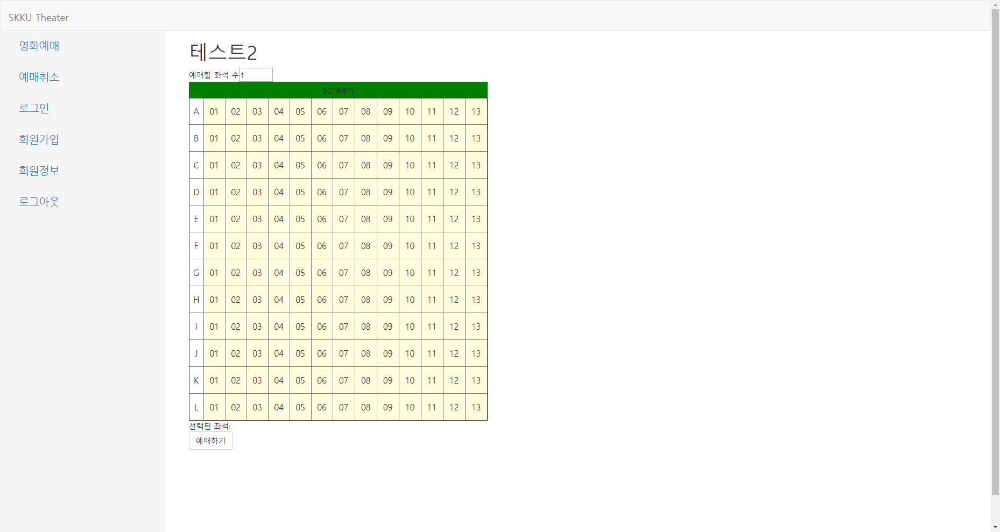 SKKU Theater
영화예매
예매취소
로그인
회원가입
회원정보
로그아웃
테스트2
예매할 좌석 수 1
screen
A 01 02 03 04 05 06 07 08 09 10 11 12 13
B 01 02 03 04 05 06 07 08 09 10 11 12 13
C 01 02 03 04 05 06 07 08 09 10 11 12 13
D 01 02 03 04 05 06 07 08 09 10 11 12 13
E 01 02 03 04 05 06 07 08 09 10 11 12 13
F 01 02 03 04 05 06 07 08 09 10 11 12 13
G 01 02 03 04 05 06 07 08 09 10 11 12 13
H 01 02 03 04 05 06 07 08 09 10 11 12 13
I 01 02 03 04 05 06 07 08 09 10 11 12 13
J 01 02 03 04 05 06 07 08 09 10 11 12 13
K 01 02 03 04 05 06 07 08 09 10 11 12 13
L 01 02 03 04 05 06 07 08 09 10 11 12 13
선택된 좌석:
예매하기